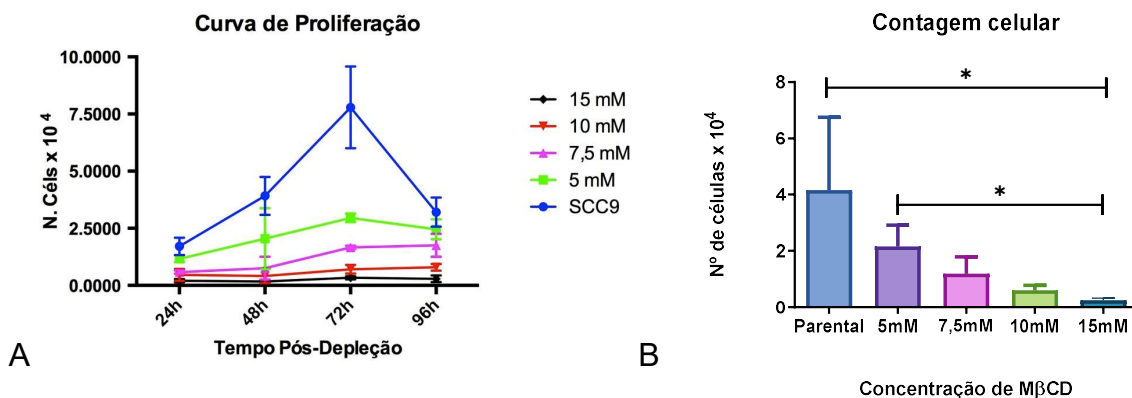 Curva de Proliferação
N. Céls x 10 4
10.0000
7.5000
5.0000
2.5000
0.0000
24h
48h
72h
96h
Tempo Pós-Depleção
15 mM
10 mM
7,5 mM
5 mM
SCC9
A
Contagem celular
Nº de células x 10⁴
8
6
4
2
0
*
*
Parental
5mM
7,5mM
10mM
15mM
Concentração de MβCD
B